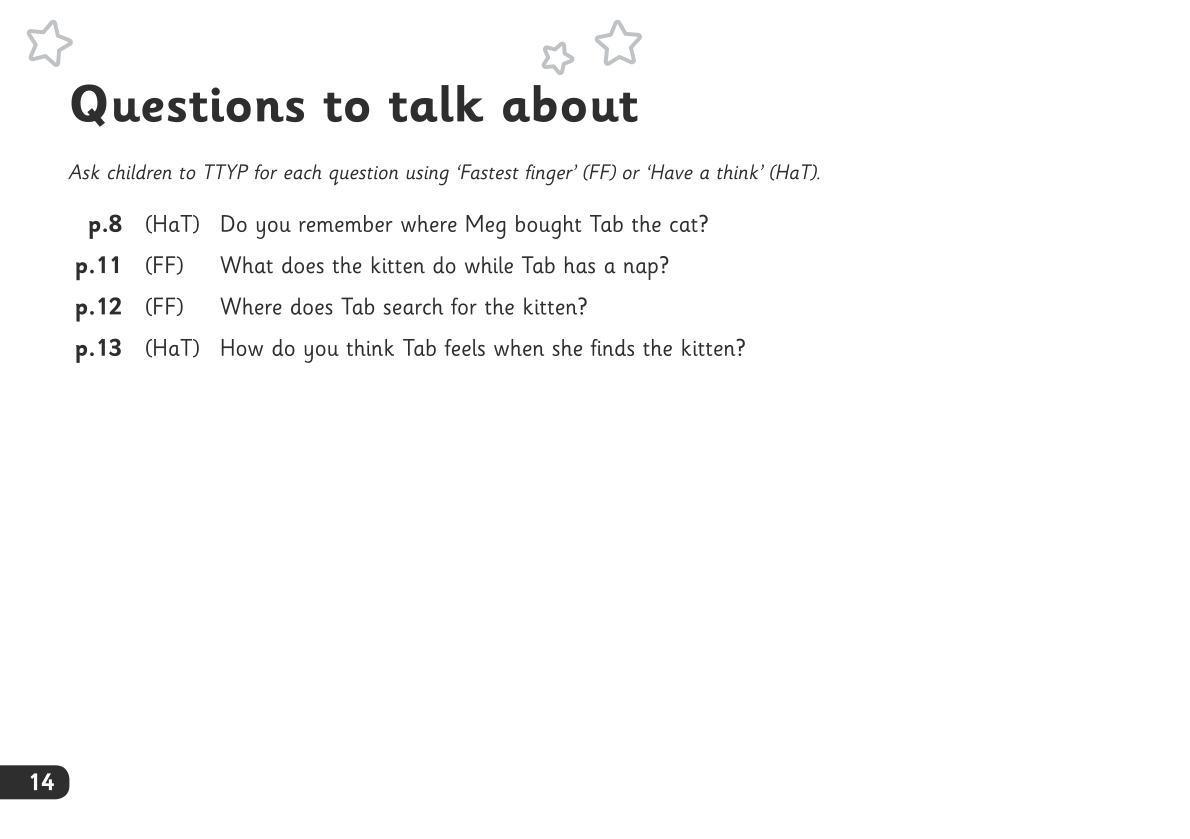 Questions to talk about
Ask children to TTYP for each question using ‘Fastest finger’ (FF) or ‘Have a think’ (HaT).
p.8 (HaT) Do you remember where Meg bought Tab the cat?
p.11 (FF) What does the kitten do while Tab has a nap?
p.12 (FF) Where does Tab search for the kitten?
p.13 (HaT) How do you think Tab feels when she finds the kitten?
14